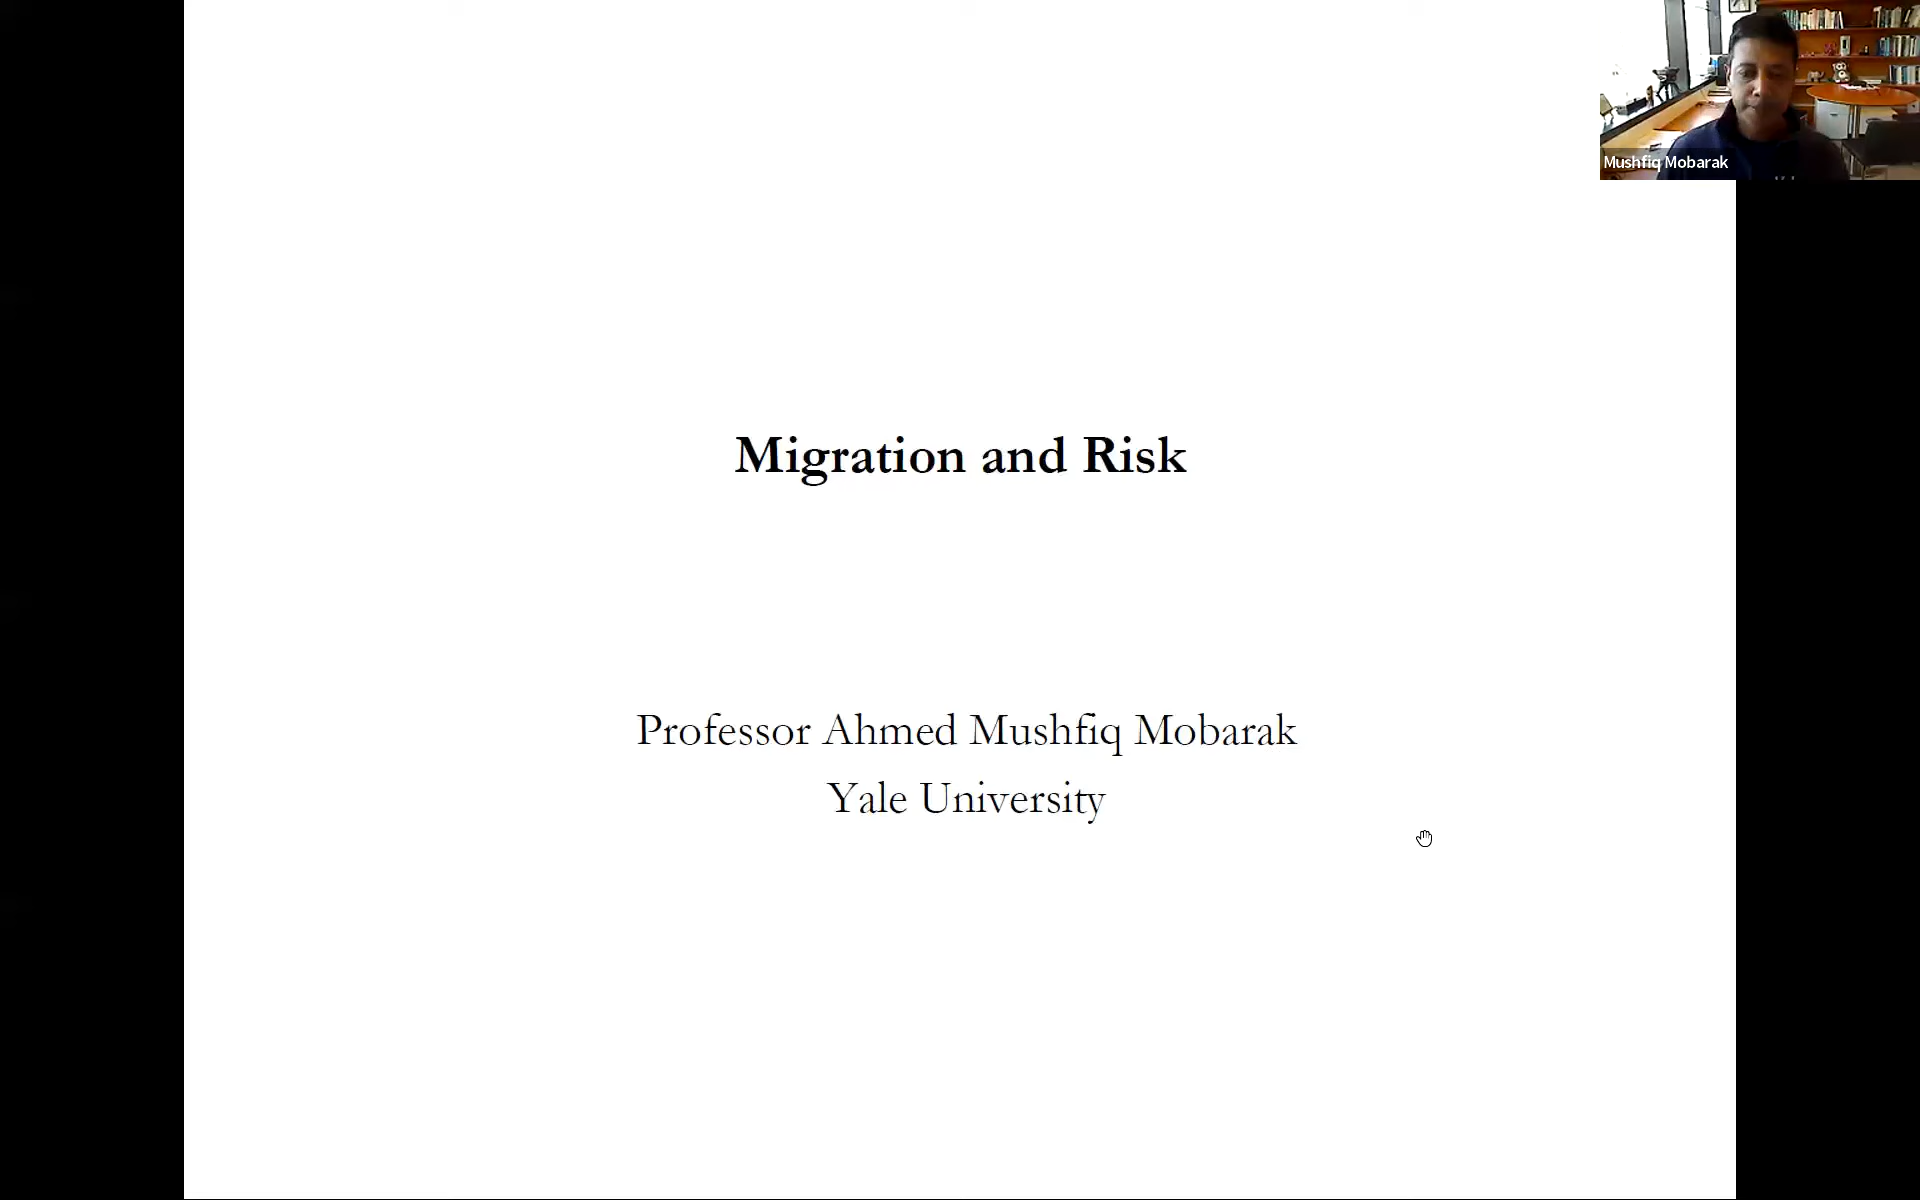 Mushfiq Mobarak
Migration and Risk
Professor Ahmed Mushfiq Mobarak
Yale University